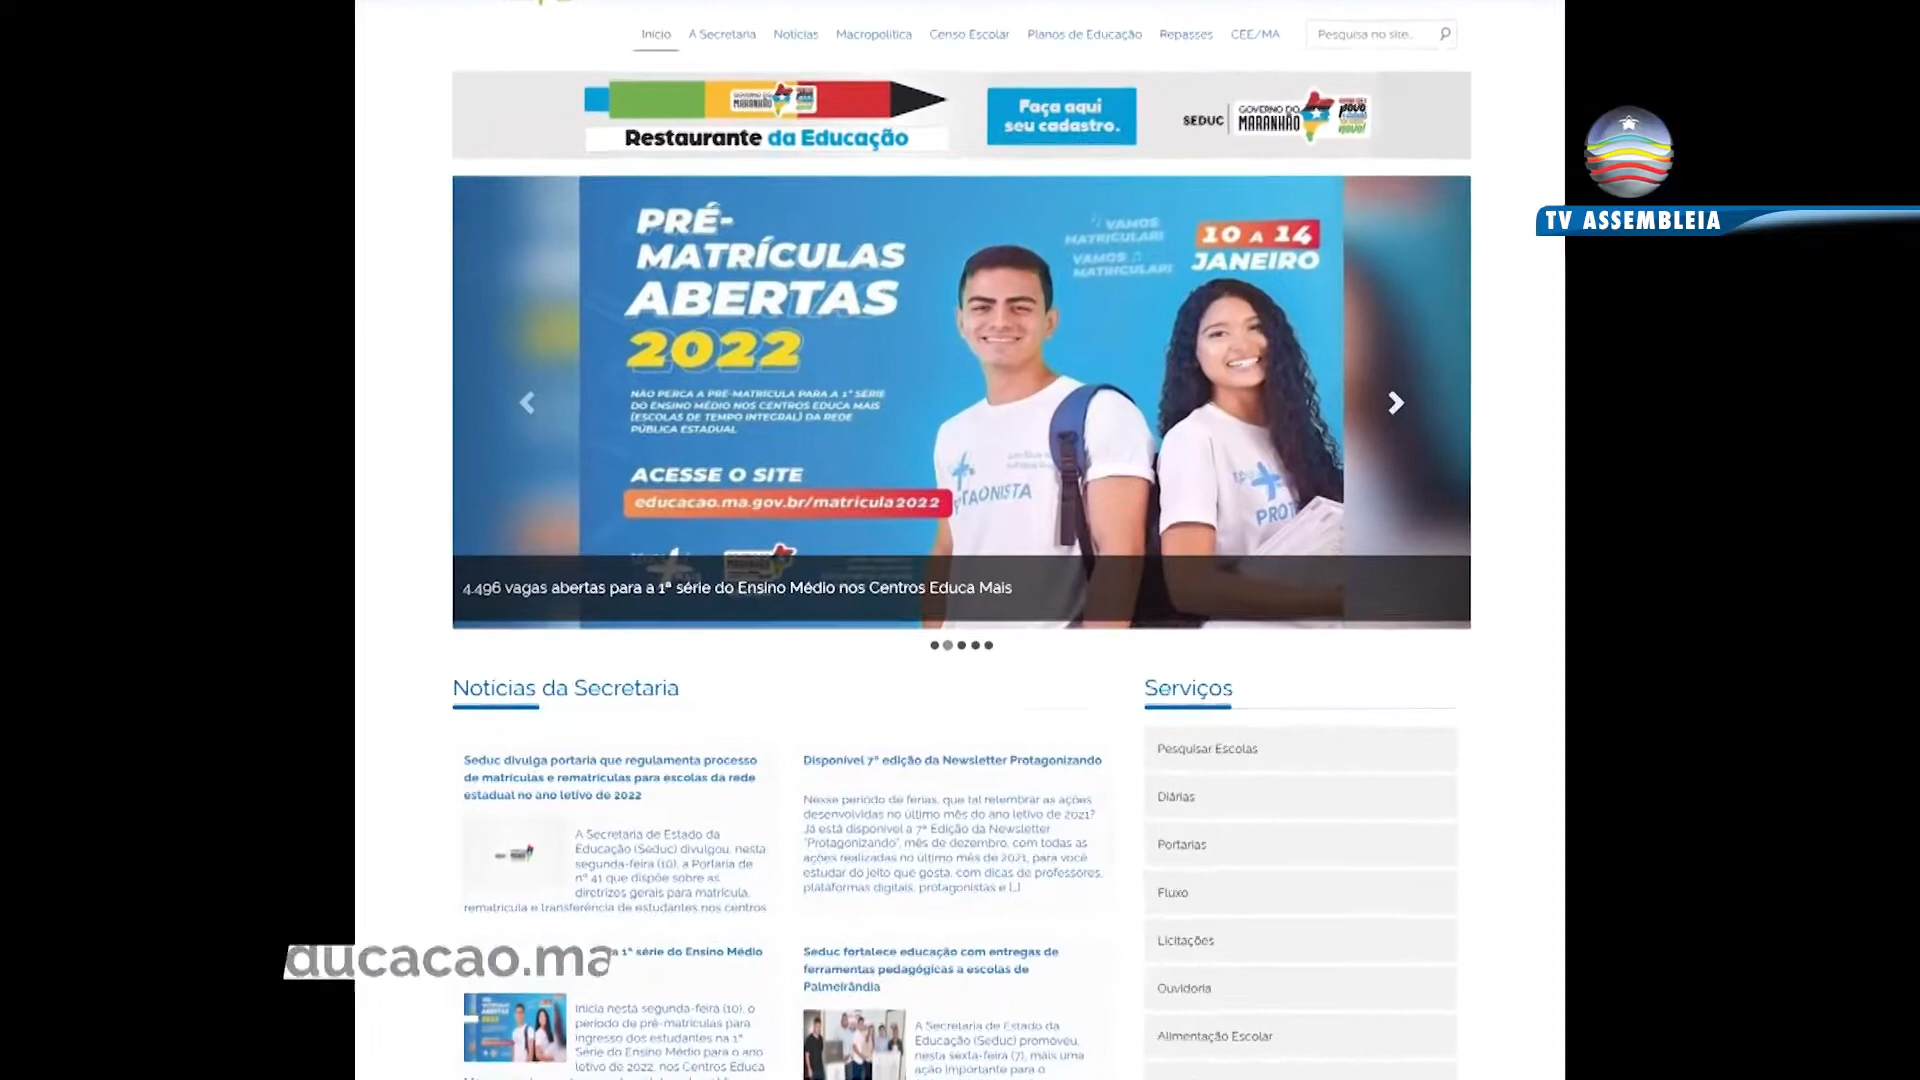 Início A Secretaria Notícias Macropolítica Censo Escolar Planos de Educação Repasses CEE/MA Pesquisa no site...
GOVERNO DO
MARANHÃO
Restaurante da Educação
Faça aqui
seu cadastro.
SEDUC
GOVERNO DO
MARANHÃO
TV ASSEMBLEIA
PRÉ-
MATRÍCULAS
ABERTAS
2022
VAMOS
MATRICULAR!
VAMOS
MATRICULAR!
10 A 14
JANEIRO
NÃO PERCA A PRÉ-MATRÍCULA PARA A 1ª SÉRIE
DO ENSINO MÉDIO NOS CENTROS EDUCA MAIS
(ESCOLAS DE TEMPO INTEGRAL) DA REDE
PÚBLICA ESTADUAL
ACESSE O SITE
educacao.ma.gov.br/matricula2022
4.496 vagas abertas para a 1ª série do Ensino Médio nos Centros Educa Mais
Notícias da Secretaria
Seduc divulga portaria que regulamenta processo
de matrículas e rematrículas para escolas da rede
estadual no ano letivo de 2022
A Secretaria de Estado da
Educação (Seduc) divulgou, nesta
segunda-feira (10), a Portaria de
nº 41 que dispõe sobre as
diretrizes gerais para matrícula,
rematrícula e transferência de estudantes nos centros
Disponível 7ª edição da Newsletter Protagonizando
Nesse período de férias, que tal relembrar as ações
desenvolvidas no último mês do ano letivo de 2021?
Já está disponível a 7ª Edição da Newsletter
"Protagonizando", mês de dezembro, com todas as
ações realizadas no último mês de 2021, para você
estudar do jeito que gosta, com dicas de professores,
plataformas digitais, protagonistas e [...]
ducacao.ma
a 1ª série do Ensino Médio
Inicia nesta segunda-feira (10), o
período de pré-matrículas para
ingresso dos estudantes na 1ª
Série do Ensino Médio para o ano
letivo de 2022, nos Centros Educa
Seduc fortalece educação com entregas de
ferramentas pedagógicas a escolas de
Palmeirândia
A Secretaria de Estado da
Educação (Seduc) promoveu,
nesta sexta-feira (7), mais uma
ação importante para o
Serviços
Pesquisar Escolas
Diárias
Portarias
Fluxo
Licitações
Ouvidoria
Alimentação Escolar